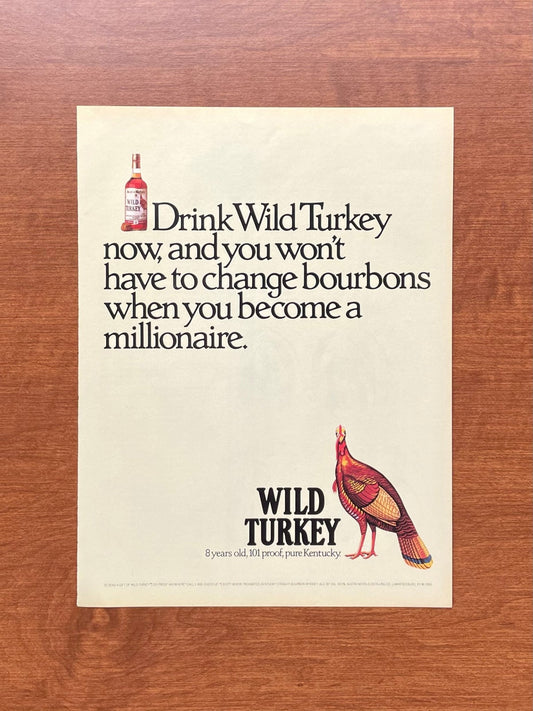 Drink Wild Turkey
now, and you won't
have to change bourbons
when you become a
millionaire.
WILD
TURKEY
WILD
TURKEY
8 years old, 101 proof, pure Kentucky.